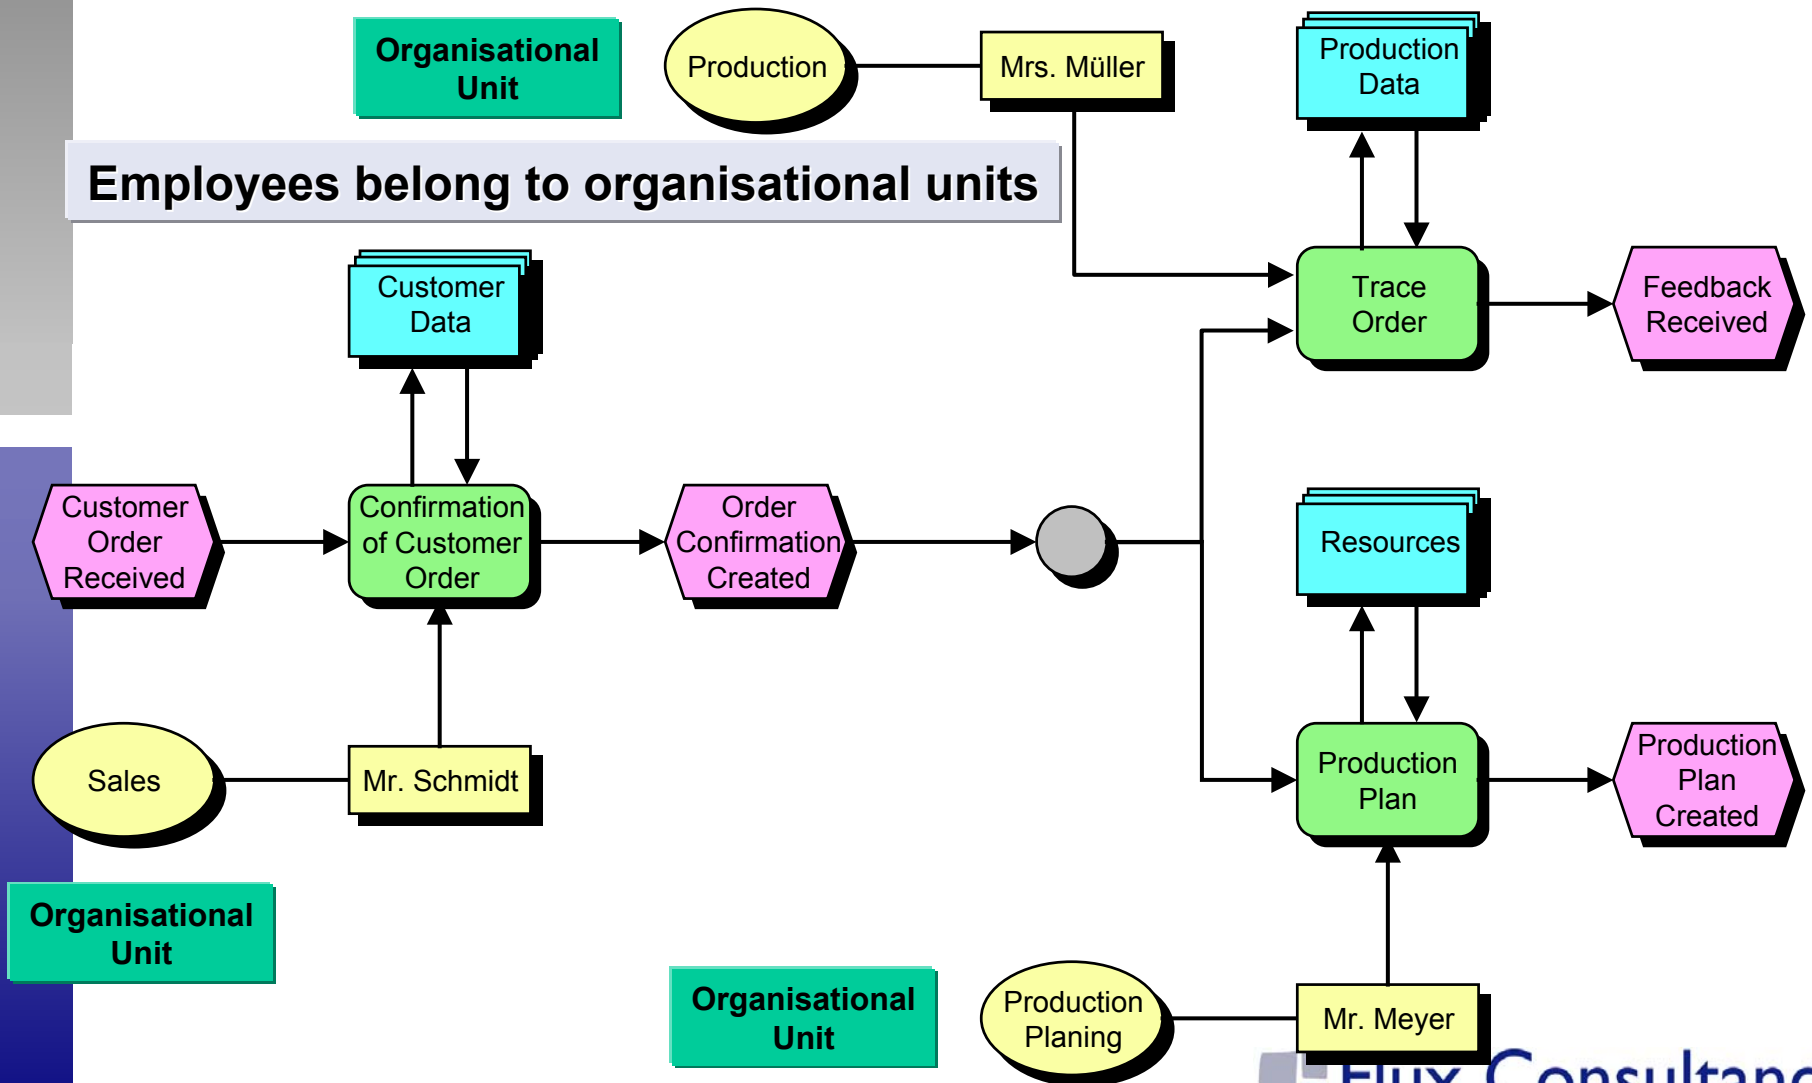 Organisational
Unit
Production
Mrs. Müller
Production
Data
Employees belong to organisational units
Customer
Data
Trace
Order
Feedback
Received
Customer
Order
Received
Confirmation
of Customer
Order
Order
Confirmation
Created
Resources
Sales
Mr. Schmidt
Production
Plan
Production
Plan
Created
Organisational
Unit
Organisational
Unit
Production
Planing
Mr. Meyer